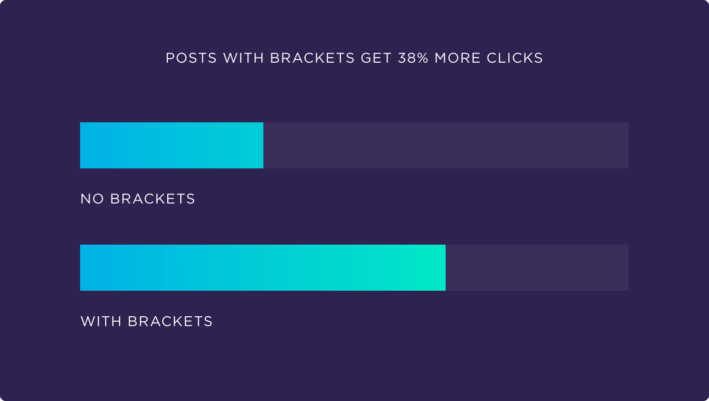 POSTS WITH BRACKETS GET 38% MORE CLICKS
NO BRACKETS
WITH BRACKETS